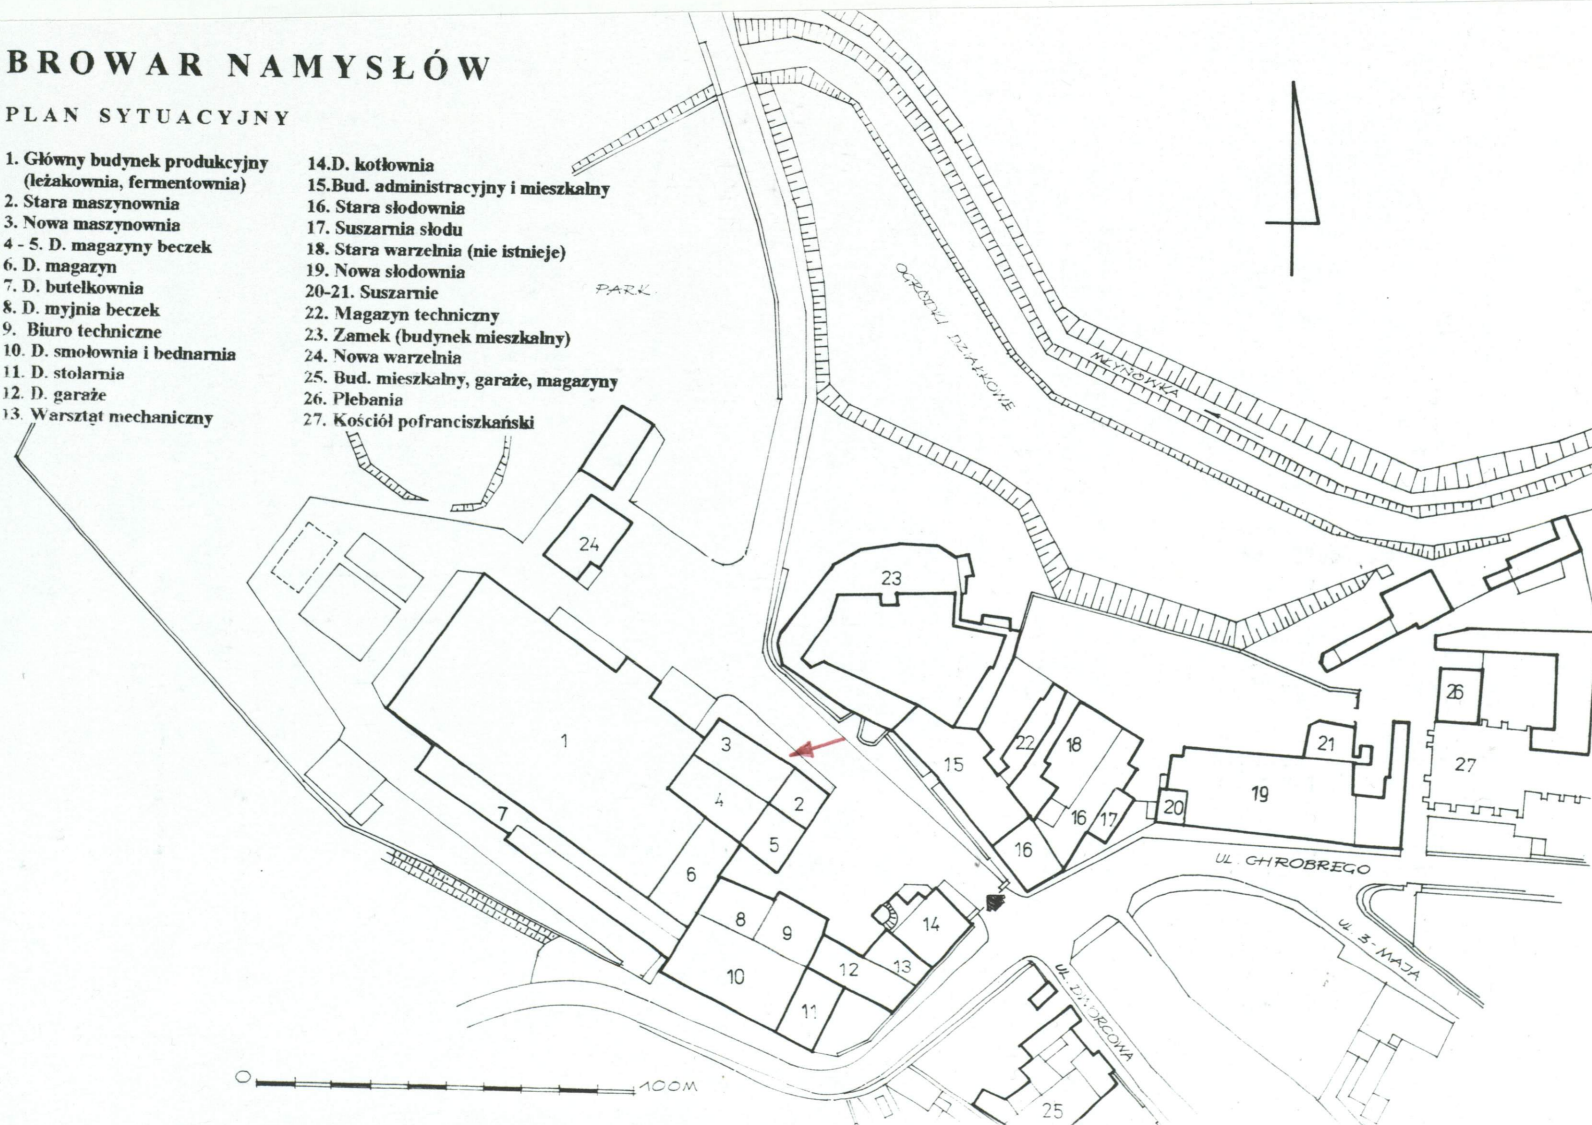 BROWAR NAMYSŁÓW
PLAN SYTUACYJNY
1. Główny budynek produkcyjny
(leżakownia, fermentownia)
2. Stara maszynownia
3. Nowa maszynownia
4 - 5. D. magazyny beczek
6. D. magazyn
7. D. butelkownia
8. D. myjnia beczek
9. Biuro techniczne
10. D. smołownia i bednarnia
11. D. stolarnia
12. D. garaże
13. Warsztat mechaniczny
14.D. kotłownia
15.Bud. administracyjny i mieszkalny
16. Stara słodownia
17. Suszarnia słodu
18. Stara warzelnia (nie istnieje)
19. Nowa słodownia
20-21. Suszarnie
22. Magazyn techniczny
23. Zamek (budynek mieszkalny)
24. Nowa warzelnia
25. Bud. mieszkalny, garaże, magazyny
26. Plebania
27. Kościół pofranciszkański
PARK.
OGRÓDKI DZIAŁKOWE
MŁYNÓWKA
24
23
1
3
2
4
5
6
7
8
9
10
11
12
13
14
15
22
18
16
17
16
20
19
21
26
27
25
UL. CHROBREGO
UL. 3-MAJA
UL. DWORCOWA
0
100M